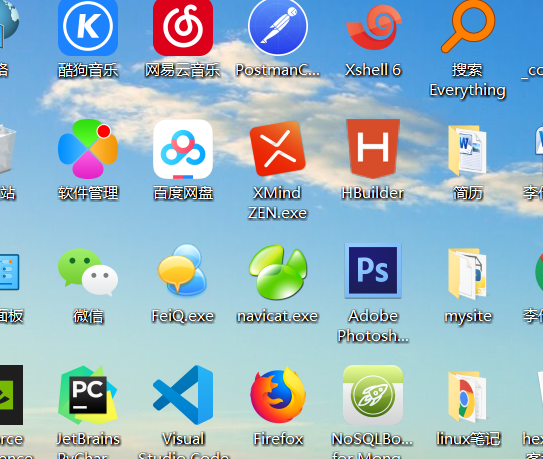 络
酷狗音乐
网易云音乐
PostmanC...
Xshell 6
搜索
Everything
_co
站
软件管理
百度网盘
XMind
ZEN.exe
HBuilder
简历
李
面板
微信
FeiQ.exe
navicat.exe
Adobe
Photosh...
mysite
李
PC
JetBrains
PyChar...
Visual
Studio Code
Firefox
NoSQLBo...
for Mong...
linux笔记
hex